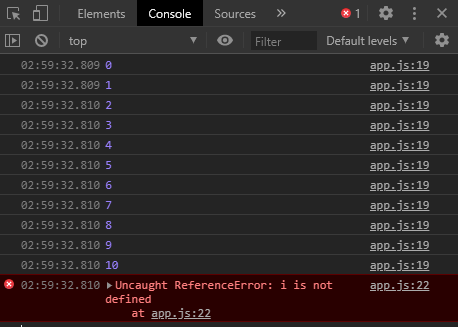 Elements Console Sources » 1
top Filter Default levels
02:59:32.809 0 app.js:19
02:59:32.809 1 app.js:19
02:59:32.810 2 app.js:19
02:59:32.810 3 app.js:19
02:59:32.810 4 app.js:19
02:59:32.810 5 app.js:19
02:59:32.810 6 app.js:19
02:59:32.810 7 app.js:19
02:59:32.810 8 app.js:19
02:59:32.810 9 app.js:19
02:59:32.810 10 app.js:19
02:59:32.810 Uncaught ReferenceError: i is not app.js:22
defined
at app.js:22